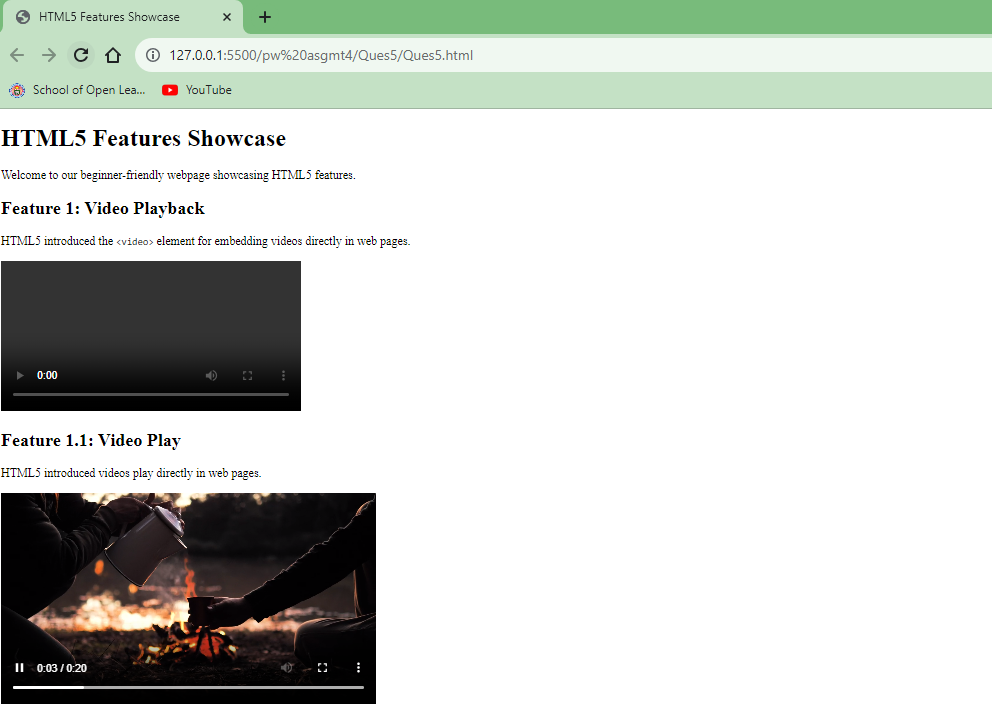 HTML5 Features Showcase
127.0.0.1:5500/pw%20asgmt4/Ques5/Ques5.html
School of Open Lea... YouTube
HTML5 Features Showcase
Welcome to our beginner-friendly webpage showcasing HTML5 features.
Feature 1: Video Playback
HTML5 introduced the <video> element for embedding videos directly in web pages.
0:00
Feature 1.1: Video Play
HTML5 introduced videos play directly in web pages.
0:03 / 0:20